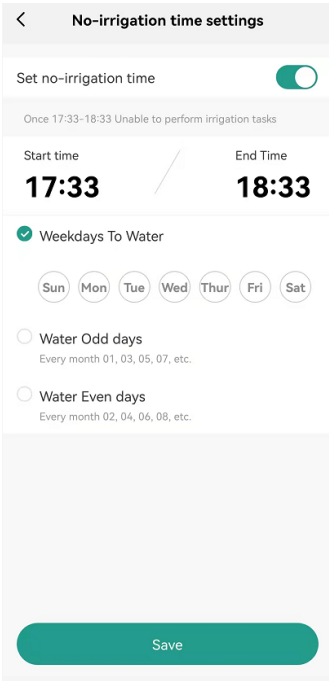 No-irrigation time settings
Set no-irrigation time
Once 17:33-18:33 Unable to perform irrigation tasks
Start time End Time
17:33 18:33
Weekdays To Water
Sun Mon Tue Wed Thur Fri Sat
Water Odd days
Every month 01, 03, 05, 07, etc.
Water Even days
Every month 02, 04, 06, 08, etc.
Save